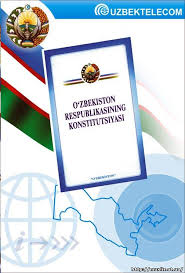 UZBEKTELECOM
O'ZBEKISTON
RESPUBLIKASINING
KONSTITUTSIYASI